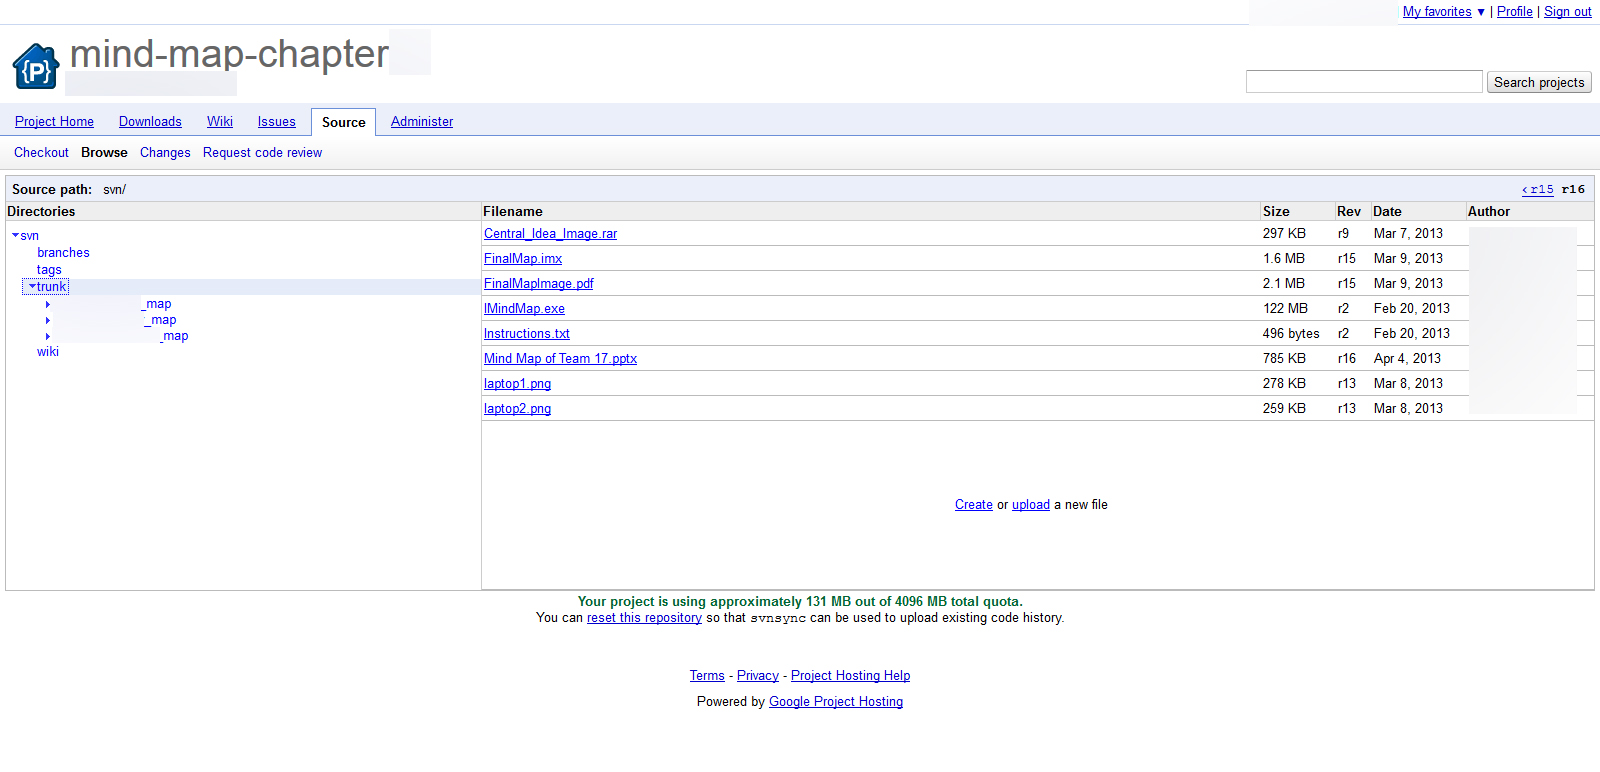 My favorites ▼ | Profile | Sign out
{P} mind-map-chapter
Search projects
Project Home Downloads Wiki Issues Source Administer
Checkout Browse Changes Request code review
Source path: svn/ ‹r15 r16
Directories Filename Size Rev Date Author
svn
branches
tags
trunk
_map
_map
_map
wiki
Central_Idea_Image.rar 297 KB r9 Mar 7, 2013
FinalMap.imx 1.6 MB r15 Mar 9, 2013
FinalMapImage.pdf 2.1 MB r15 Mar 9, 2013
IMindMap.exe 122 MB r2 Feb 20, 2013
Instructions.txt 496 bytes r2 Feb 20, 2013
Mind Map of Team 17.pptx 785 KB r16 Apr 4, 2013
laptop1.png 278 KB r13 Mar 8, 2013
laptop2.png 259 KB r13 Mar 8, 2013
Create or upload a new file
Your project is using approximately 131 MB out of 4096 MB total quota.
You can reset this repository so that svnsync can be used to upload existing code history.
Terms - Privacy - Project Hosting Help
Powered by Google Project Hosting